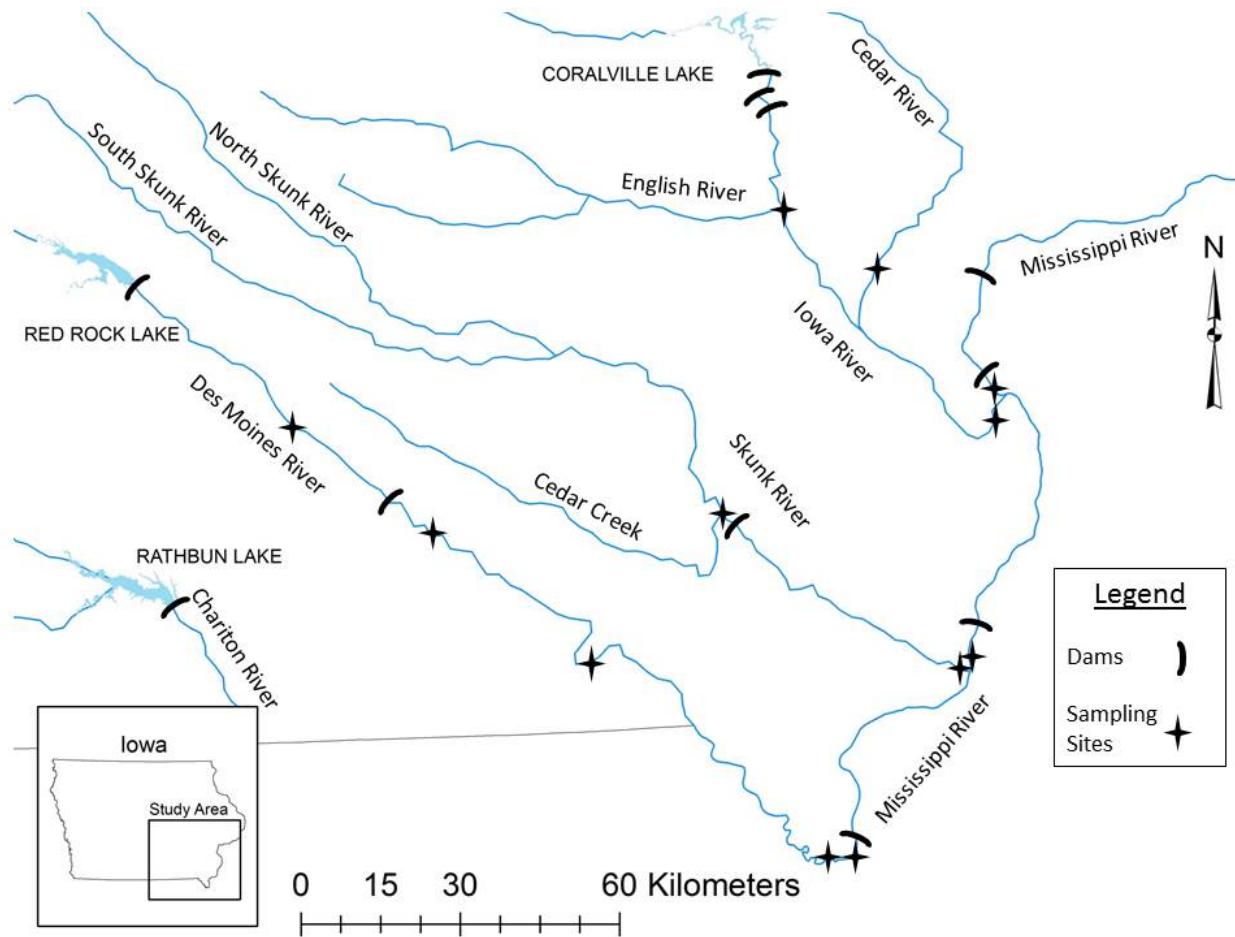 CORALVILLE LAKE
Cedar River
South Skunk River
North Skunk River
English River
Mississippi River
N
RED ROCK LAKE
Iowa River
Des Moines River
Skunk River
Cedar Creek
RATHBUN LAKE
Chariton River
Legend
Dams
Sampling
Sites
Mississippi River
Iowa
Study Area
0 15 30 60 Kilometers